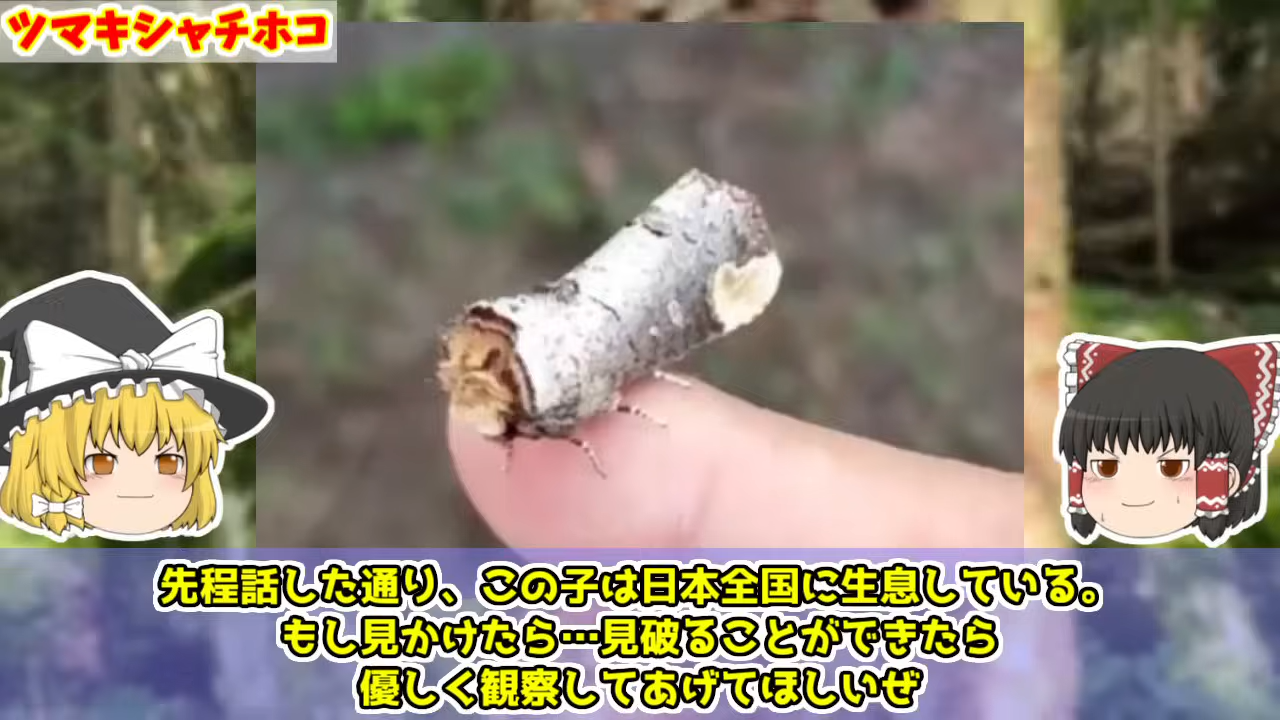 ツマキシャチホコ
先程話した通り、この子は日本全国に生息している。
もし見かけたら…見破ることができたら
優しく観察してあげてほしいぜ